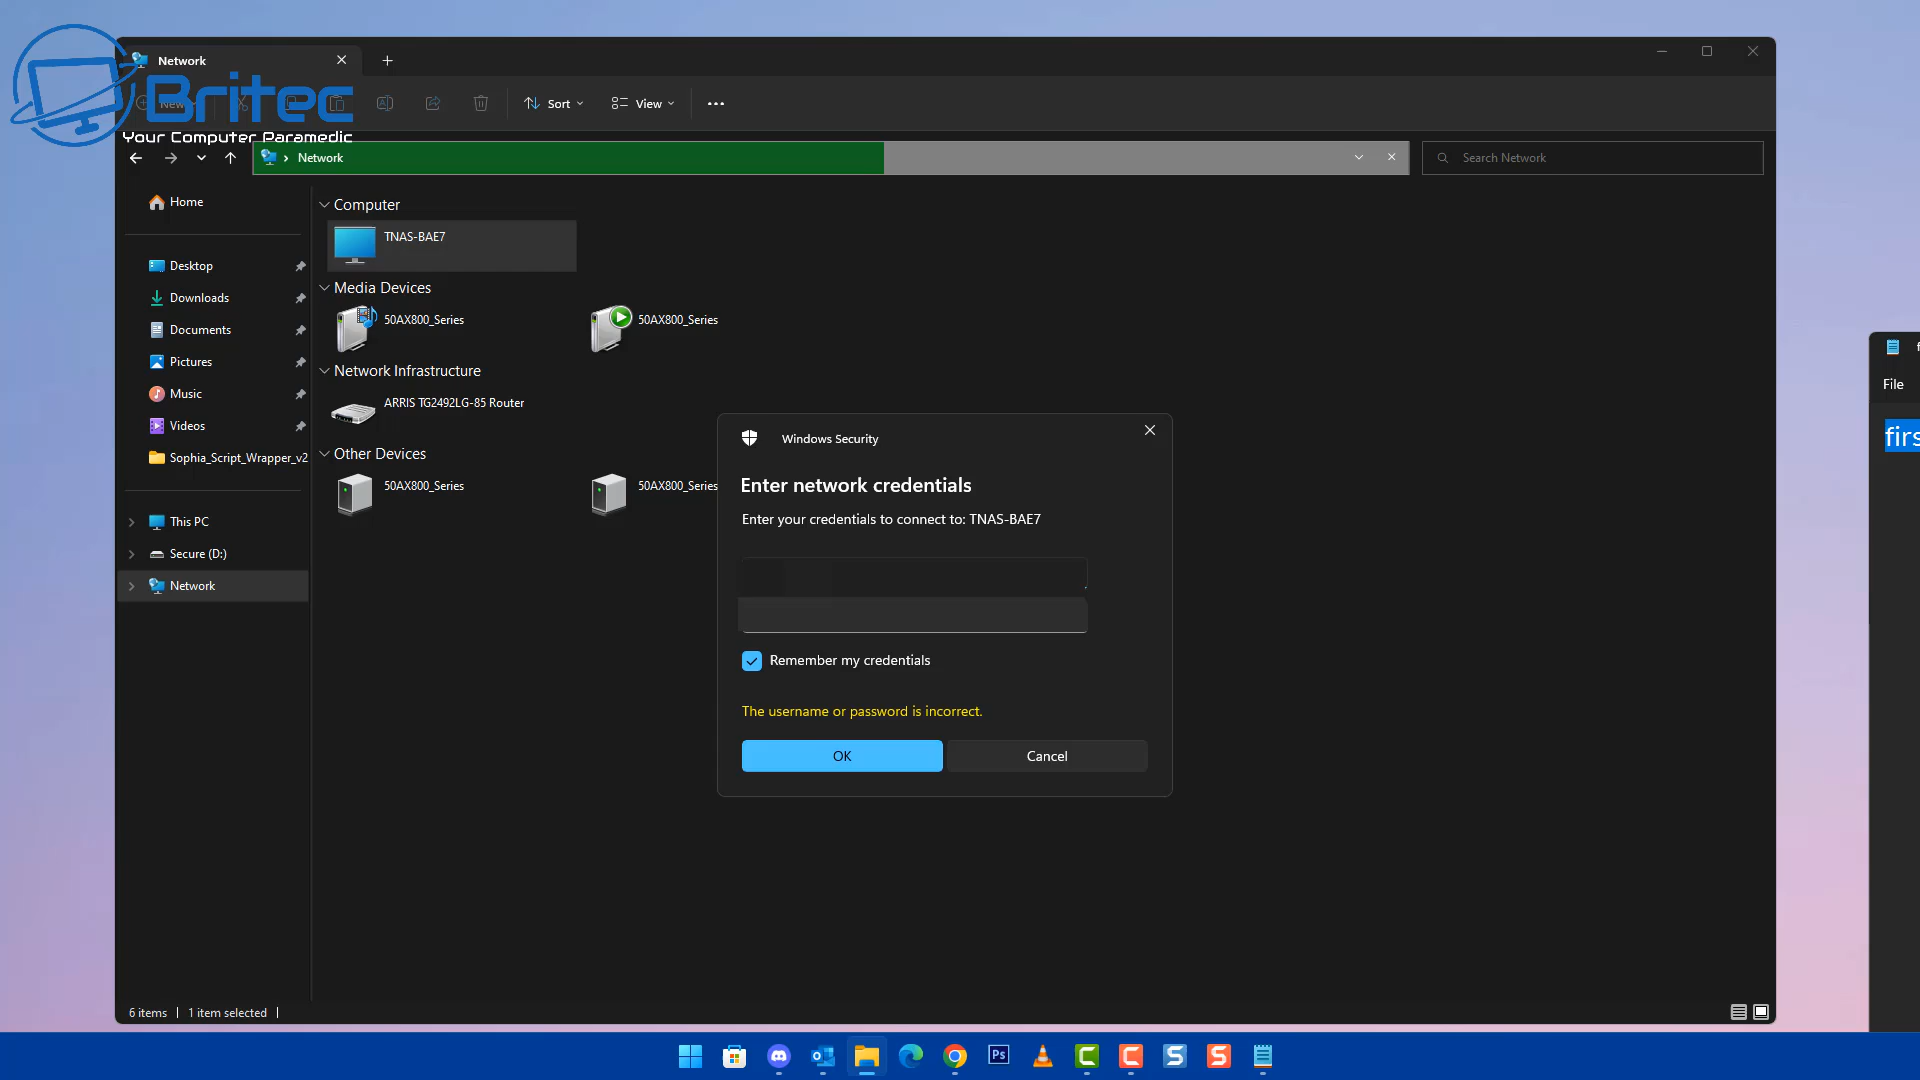 Network
Britec
Your Computer Paramedic
New
Sort
View
Network
Search Network
Home
Desktop
Downloads
Documents
Pictures
Music
Videos
Sophia_Script_Wrapper_v2
This PC
Secure (D:)
Network
Computer
TNAS-BAE7
Media Devices
50AX800_Series
50AX800_Series
Network Infrastructure
ARRIS TG2492LG-85 Router
Other Devices
50AX800_Series
50AX800_Series
Windows Security
Enter network credentials
Enter your credentials to connect to: TNAS-BAE7
Remember my credentials
The username or password is incorrect.
OK
Cancel
File
firs
6 items
1 item selected
Ps